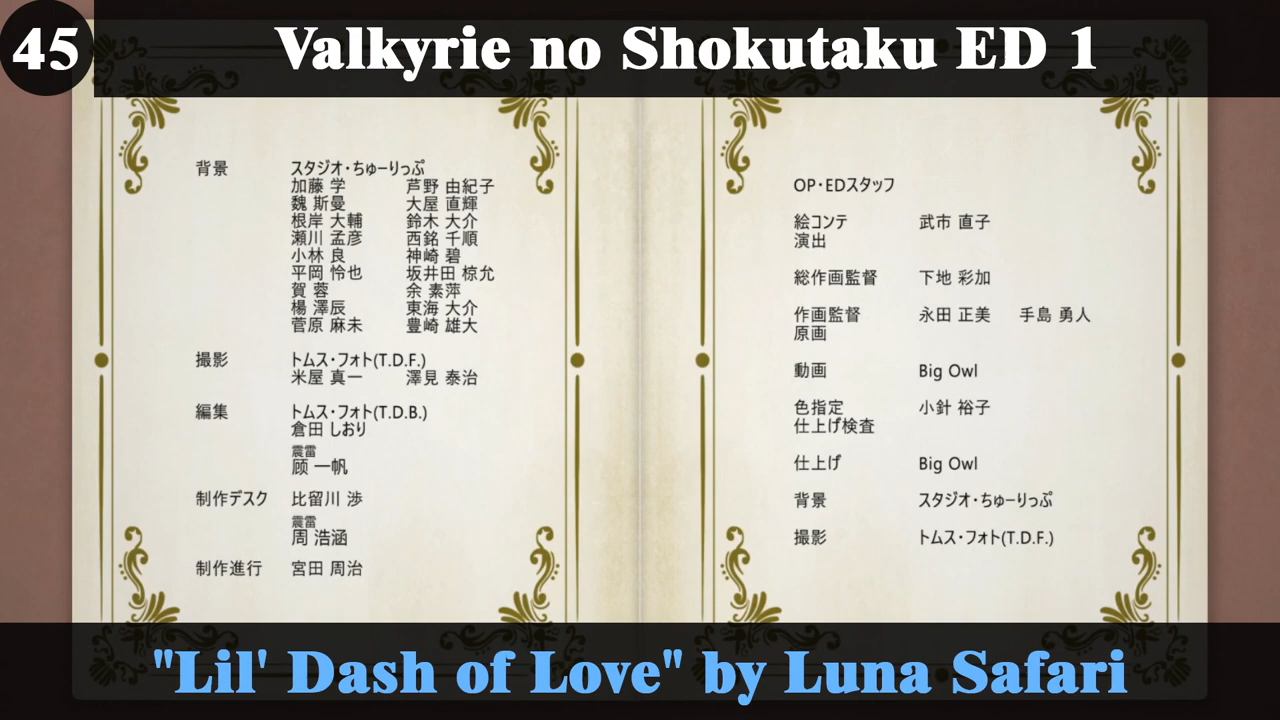 45
Valkyrie no Shokutaku ED 1
背景 スタジオ・ちゅーりっぷ
加藤 学 芦野 由紀子
魏 斯曼 大屋 直輝
根岸 大輔 鈴木 大介
瀬川 孟彦 西銘 千順
小林 良 神崎 碧
平岡 怜也 坂井田 椋允
賀 蓉 余 素萍
楊 澤辰 東海 大介
菅原 麻未 豊崎 雄大
撮影 トムス・フォト(T.D.F.)
米屋 真一 澤見 泰治
編集 トムス・フォト(T.D.B.)
倉田 しおり
震雷
顾 一帆
制作デスク 比留川 渉
震雷
周 浩涵
制作進行 宮田 周治
OP・EDスタッフ
絵コンテ 武市 直子
演出
総作画監督 下地 彩加
作画監督 永田 正美 手島 勇人
原画
動画 Big Owl
色指定 小針 裕子
仕上げ検査
仕上げ Big Owl
背景 スタジオ・ちゅーりっぷ
撮影 トムス・フォト(T.D.F.)
"Lil' Dash of Love" by Luna Safari